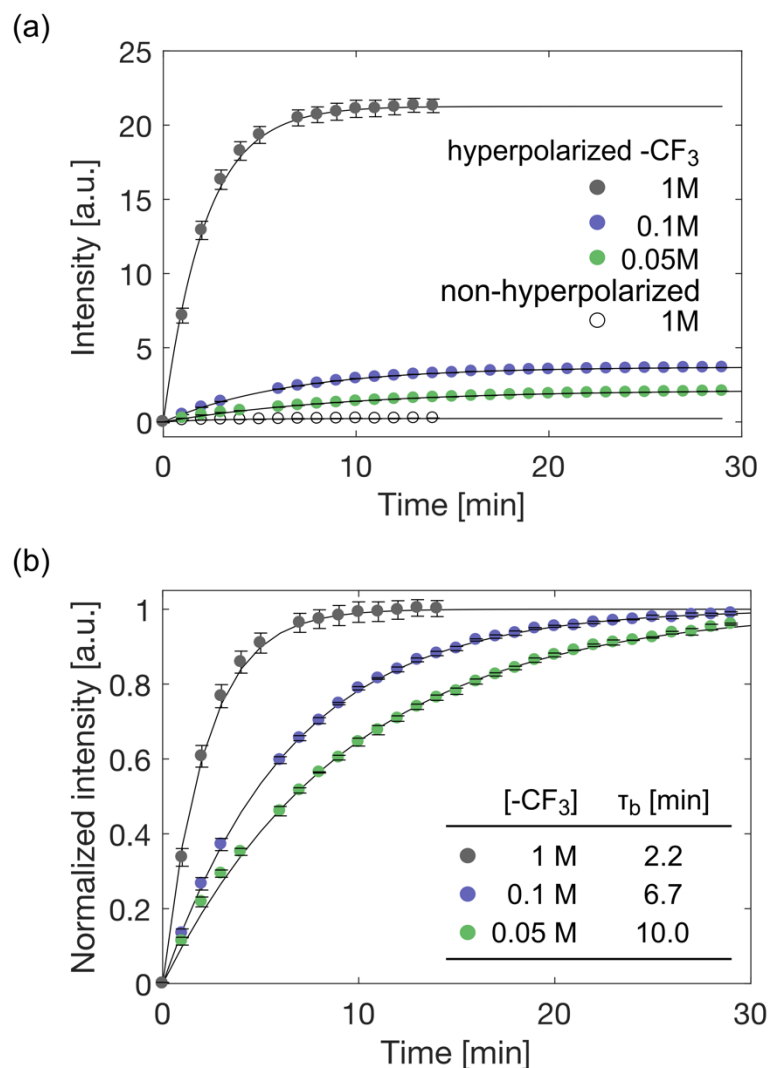 (a)
25
20
15
10
5
0
Intensity [a.u.]
hyperpolarized -CF₃
1M
0.1M
0.05M
non-hyperpolarized
1M
0 10 20 30
Time [min]
(b)
1
0.8
0.6
0.4
0.2
0
Normalized intensity [a.u.]
[-CF₃] τb [min]
1 M 2.2
0.1 M 6.7
0.05 M 10.0
0 10 20 30
Time [min]